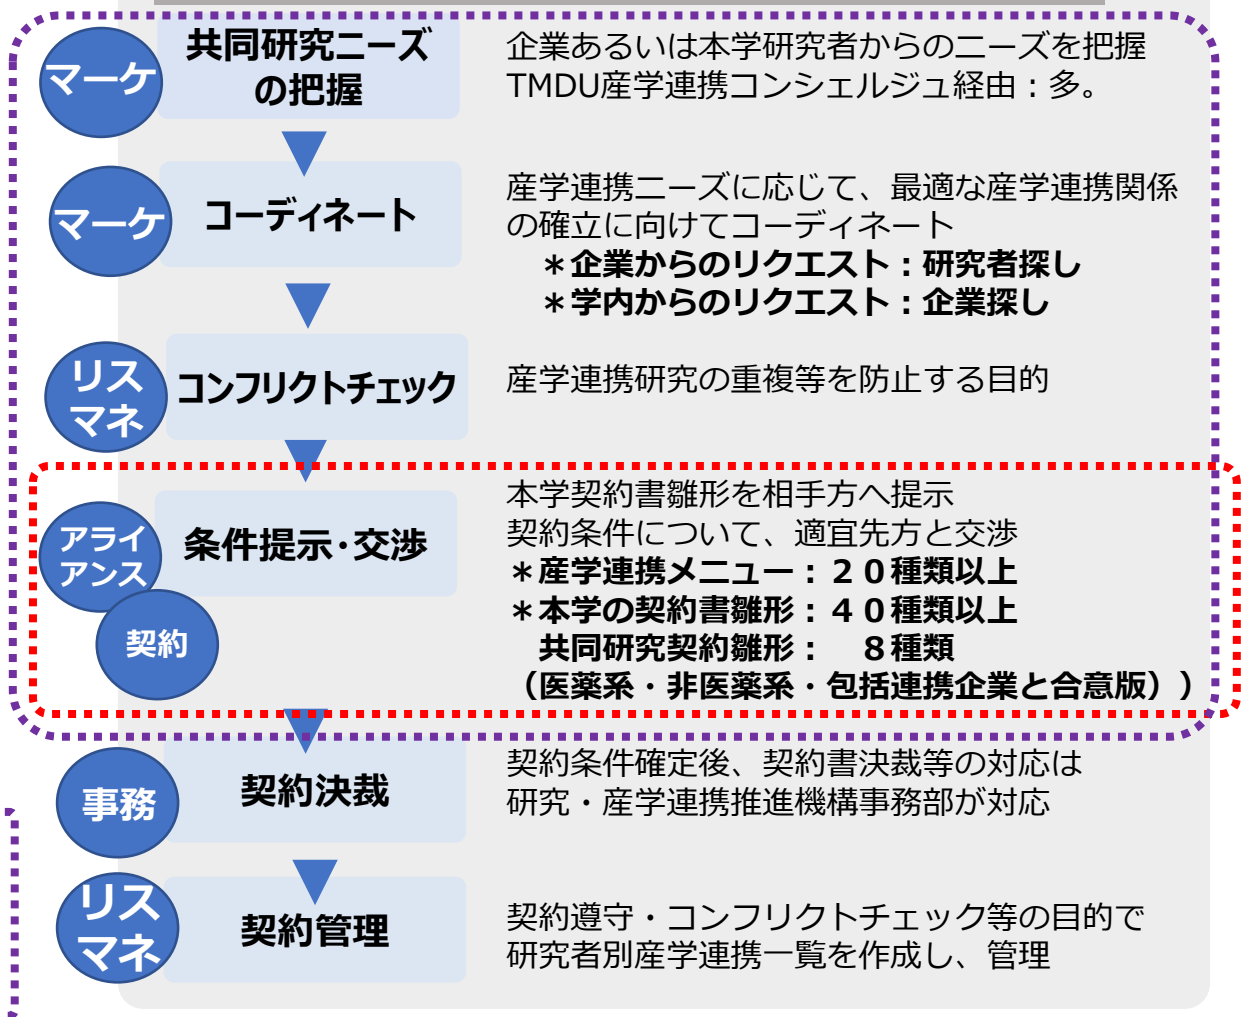 マーケ
共同研究ニーズ
の把握
企業あるいは本学研究者からのニーズを把握
TMDU産学連携コンシェルジュ経由：多。
マーケ
コーディネート
産学連携ニーズに応じて、最適な産学連携関係
の確立に向けてコーディネート
＊企業からのリクエスト：研究者探し
＊学内からのリクエスト：企業探し
リス
マネ
コンフリクトチェック
産学連携研究の重複等を防止する目的
アライ
アンス
契約
条件提示・交渉
本学契約書雛形を相手方へ提示
契約条件について、適宜先方と交渉
＊産学連携メニュー：２０種類以上
＊本学の契約書雛形：４０種類以上
共同研究契約雛形：　８種類
（医薬系・非医薬系・包括連携企業と合意版））
事務
契約決裁
契約条件確定後、契約書決裁等の対応は
研究・産学連携推進機構事務部が対応
リス
マネ
契約管理
契約遵守・コンフリクトチェック等の目的で
研究者別産学連携一覧を作成し、管理